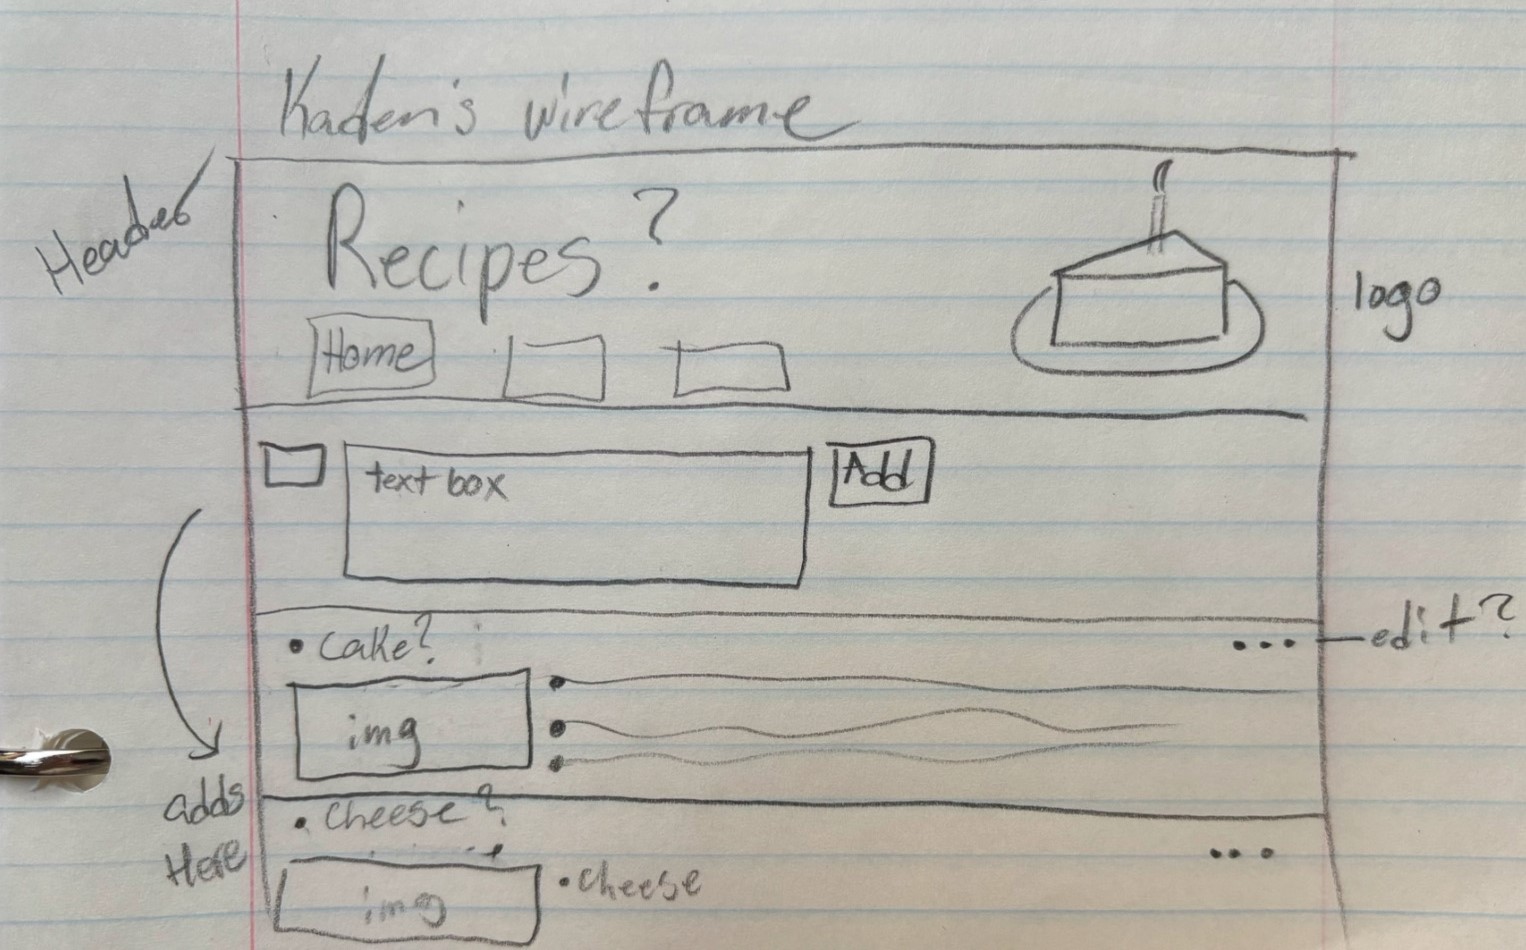 Kaden's wireframe
Header
Recipes?
logo
Home
text box
Add
• cake?
... edit?
img
adds
Here
• cheese?
...
img
• cheese